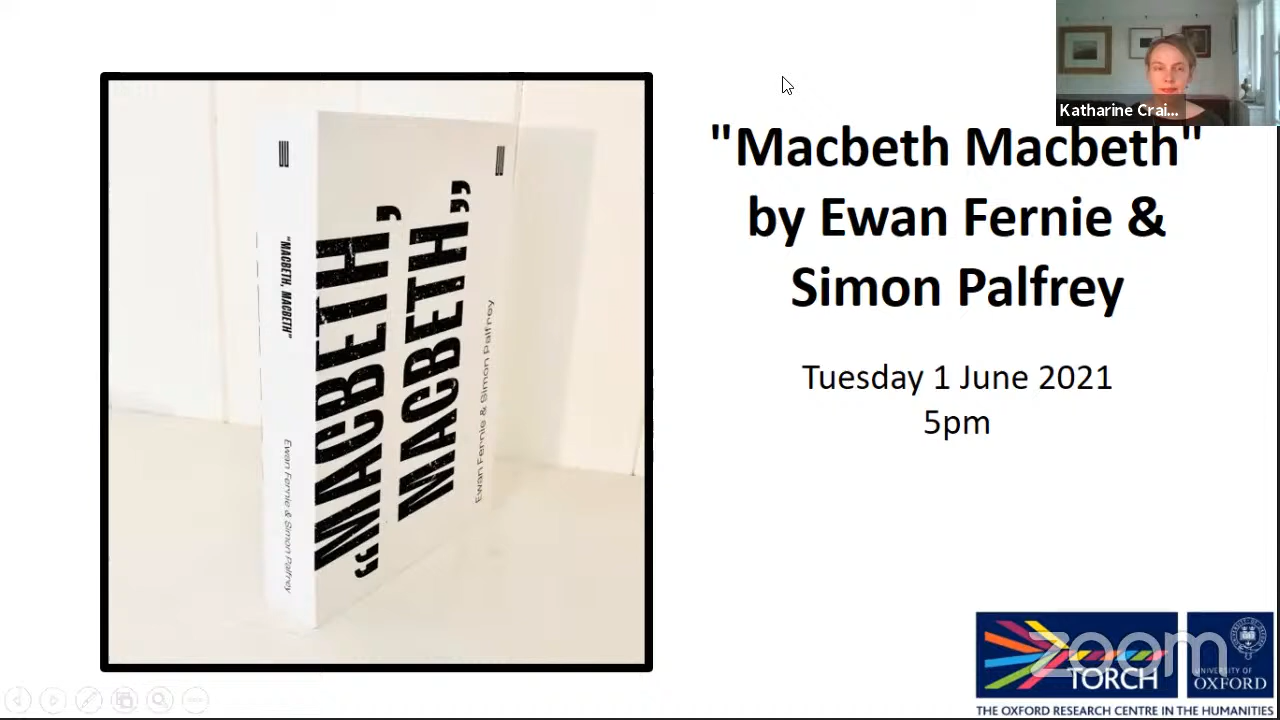 Katharine Crai...
"Macbeth Macbeth"
by Ewan Fernie &
Simon Palfrey
Tuesday 1 June 2021
5pm
"MACBETH, MACBETH"
Ewan Fernie & Simon Palfrey
“MACBETH,
MACBETH”
Ewan Fernie & Simon Palfrey
zoom
TORCH
UNIVERSITY OF
OXFORD
THE OXFORD RESEARCH CENTRE IN THE HUMANITIES